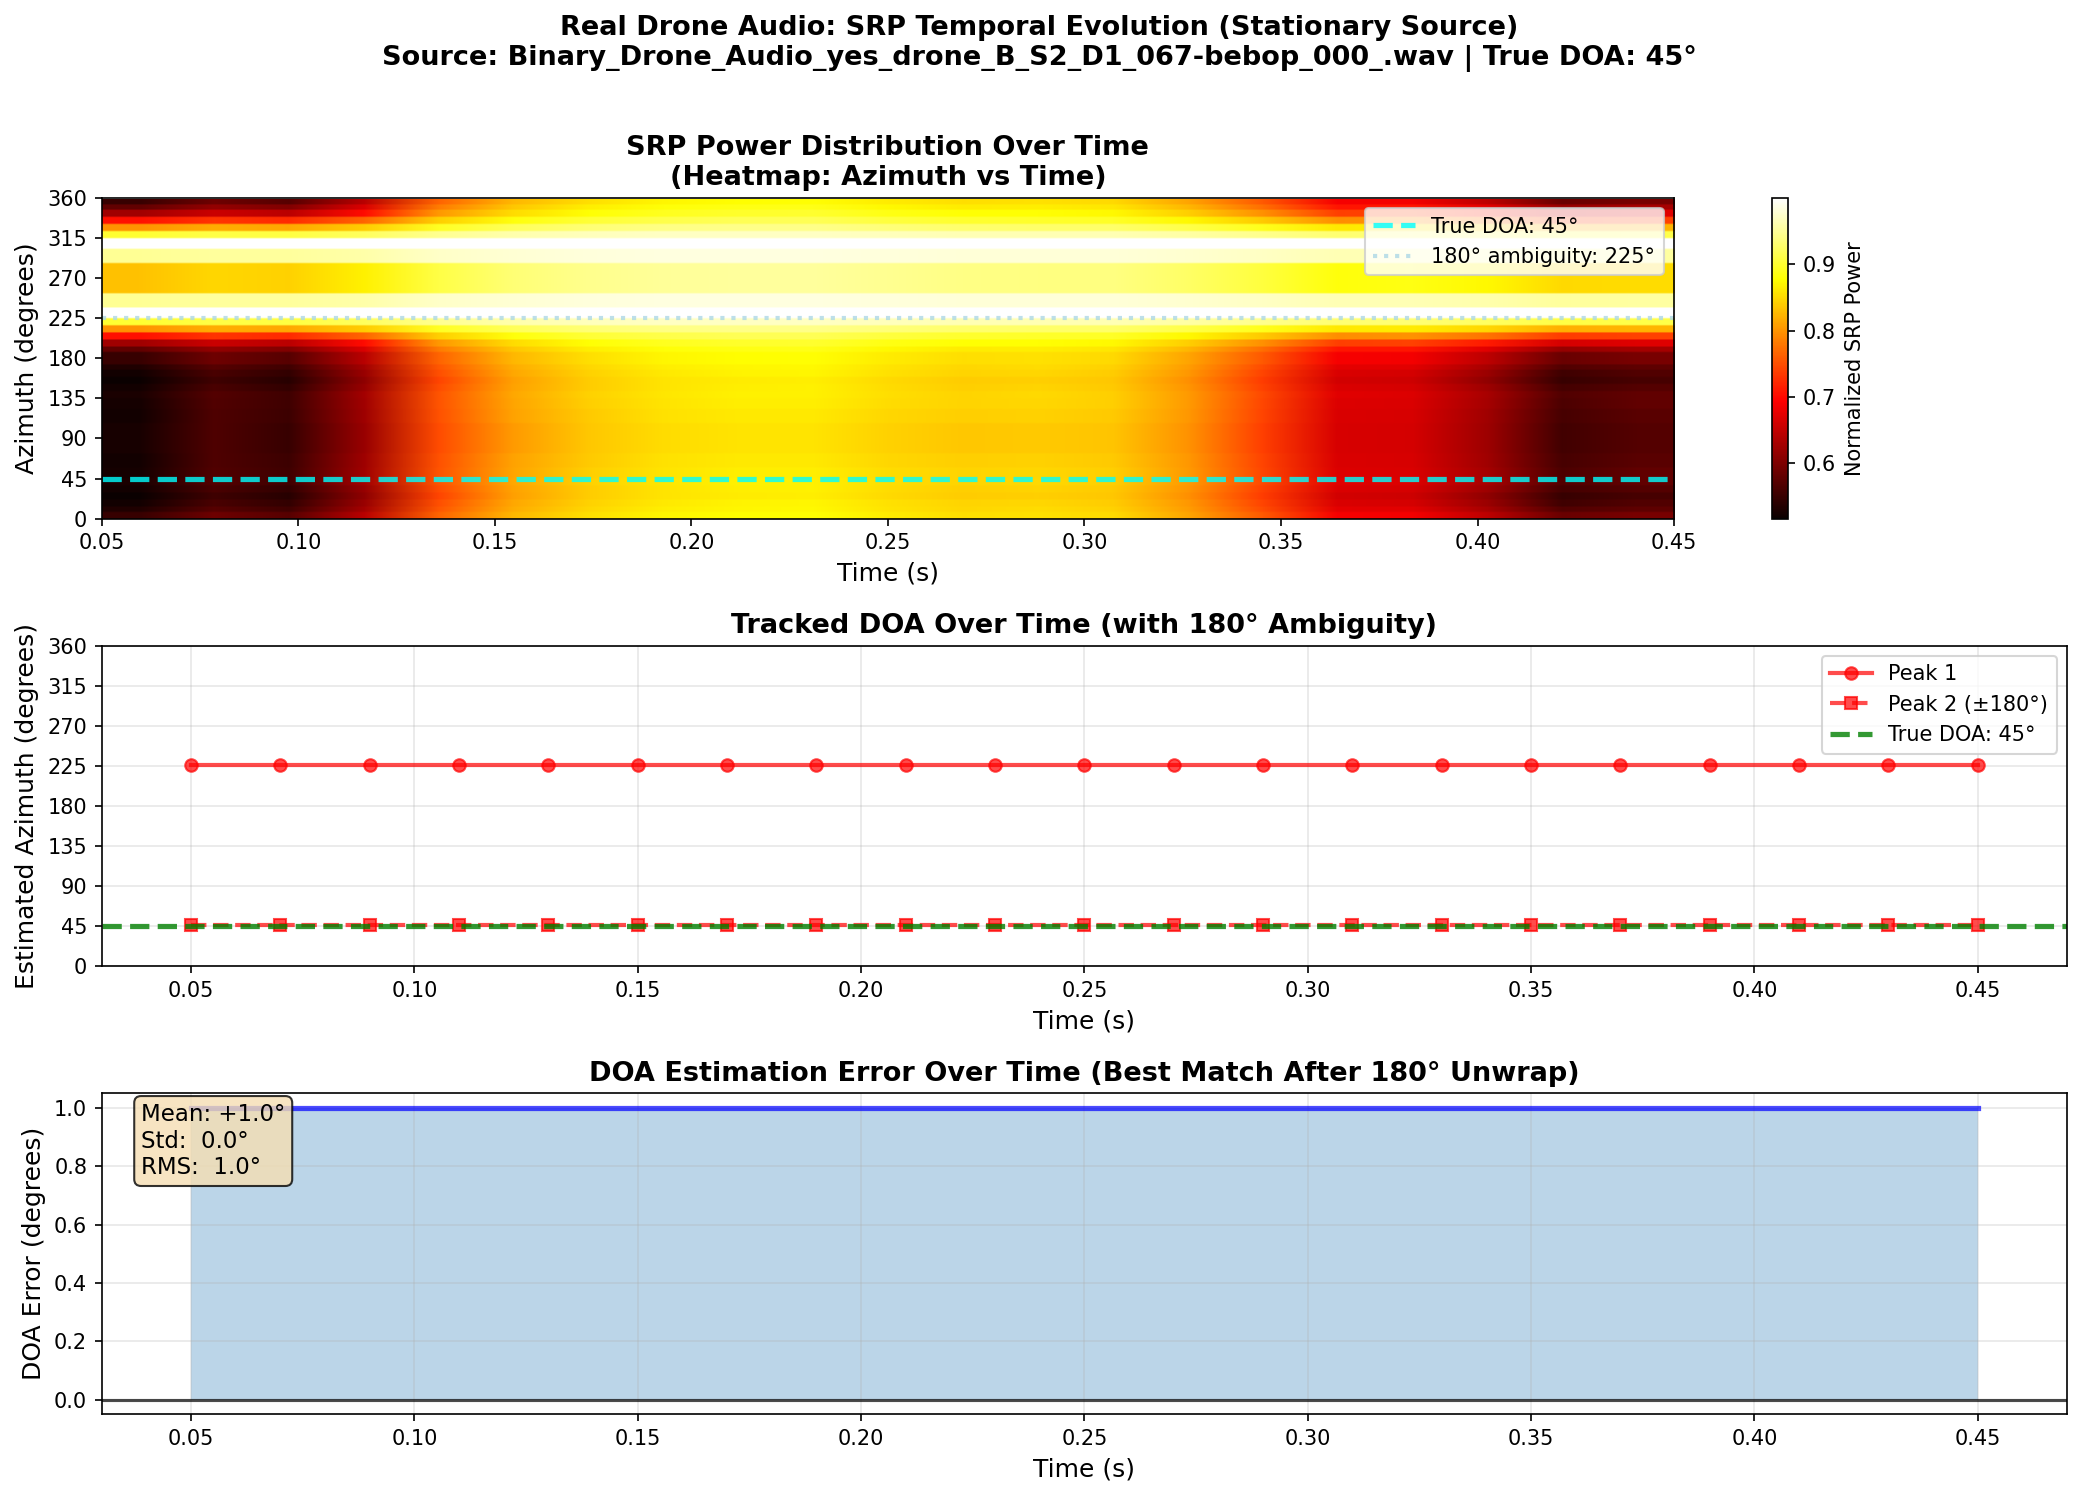 Real Drone Audio: SRP Temporal Evolution (Stationary Source)
Source: Binary_Drone_Audio_yes_drone_B_S2_D1_067-bebop_000_.wav | True DOA: 45°
SRP Power Distribution Over Time
(Heatmap: Azimuth vs Time)
Azimuth (degrees)
360
315
270
225
180
135
90
45
0
True DOA: 45°
180° ambiguity: 225°
0.05 0.10 0.15 0.20 0.25 0.30 0.35 0.40 0.45
Time (s)
0.9
0.8
0.7
0.6
Normalized SRP Power
Tracked DOA Over Time (with 180° Ambiguity)
Estimated Azimuth (degrees)
360
315
270
225
180
135
90
45
0
Peak 1
Peak 2 (±180°)
True DOA: 45°
0.05 0.10 0.15 0.20 0.25 0.30 0.35 0.40 0.45
Time (s)
DOA Estimation Error Over Time (Best Match After 180° Unwrap)
DOA Error (degrees)
1.0
0.8
0.6
0.4
0.2
0.0
Mean: +1.0°
Std: 0.0°
RMS: 1.0°
0.05 0.10 0.15 0.20 0.25 0.30 0.35 0.40 0.45
Time (s)